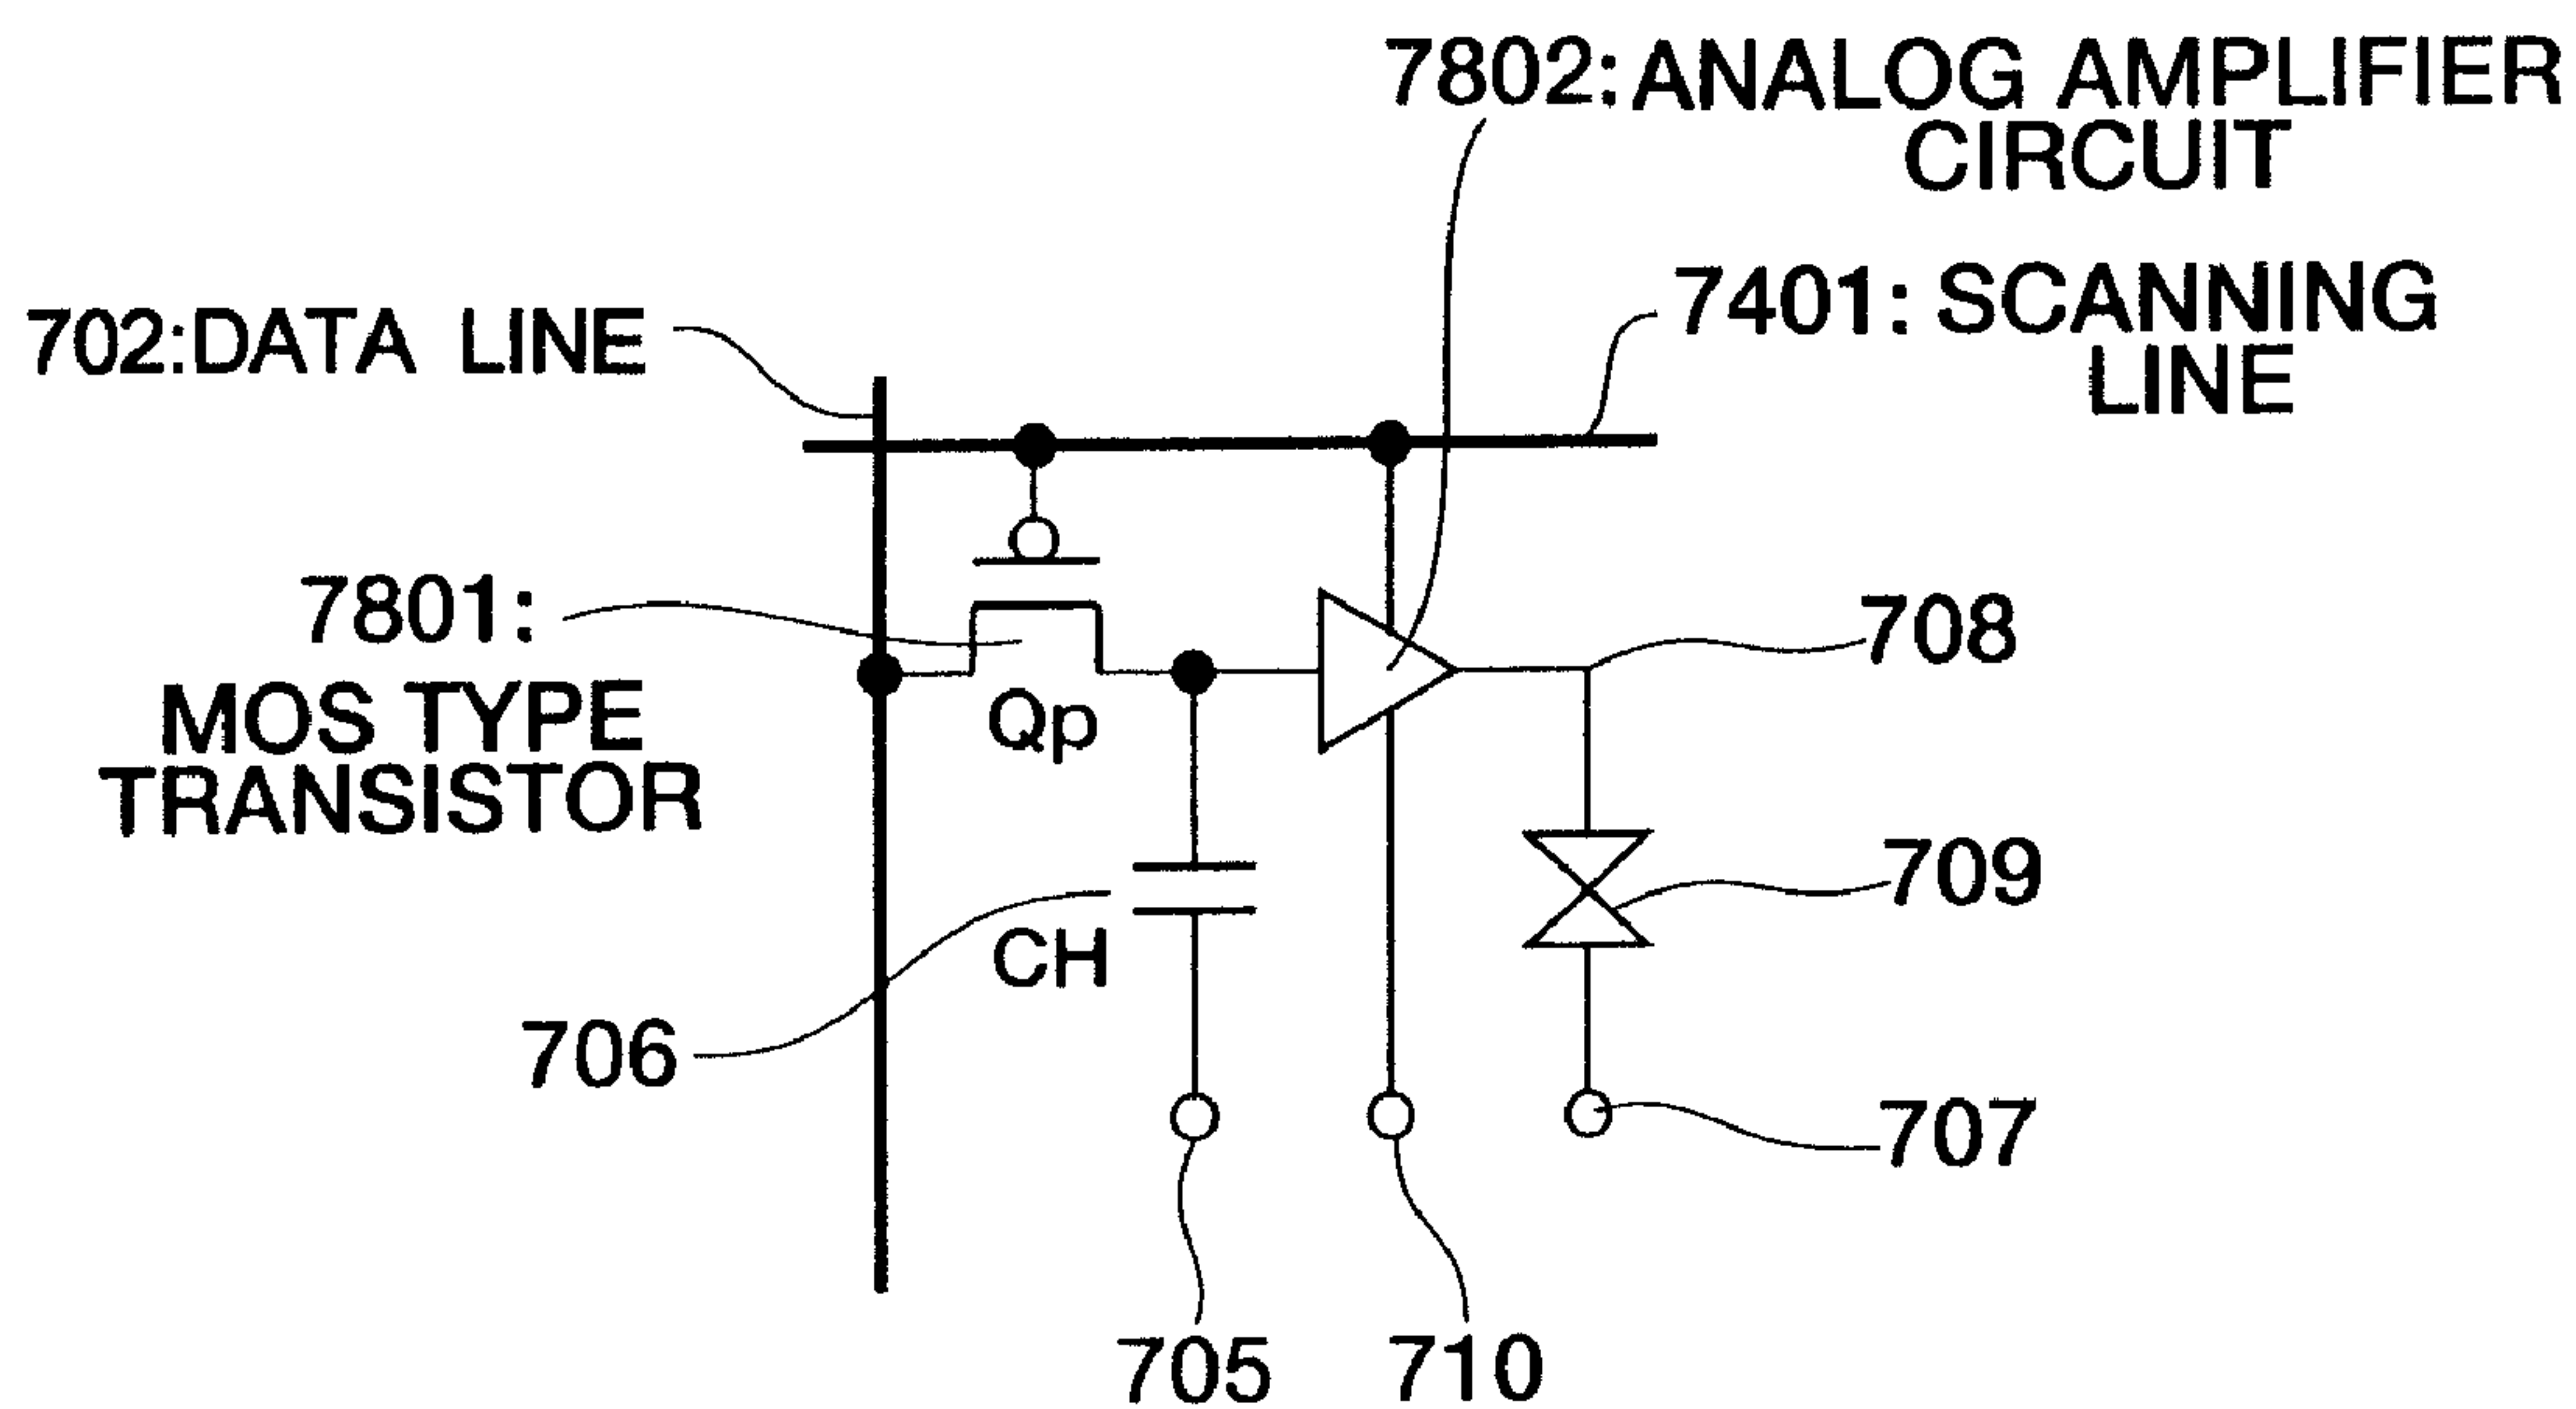 7802: ANALOG AMPLIFIER
CIRCUIT
7401: SCANNING
LINE
702: DATA LINE
7801:
MOS TYPE
TRANSISTOR
Qp
708
709
CH
706
707
705
710